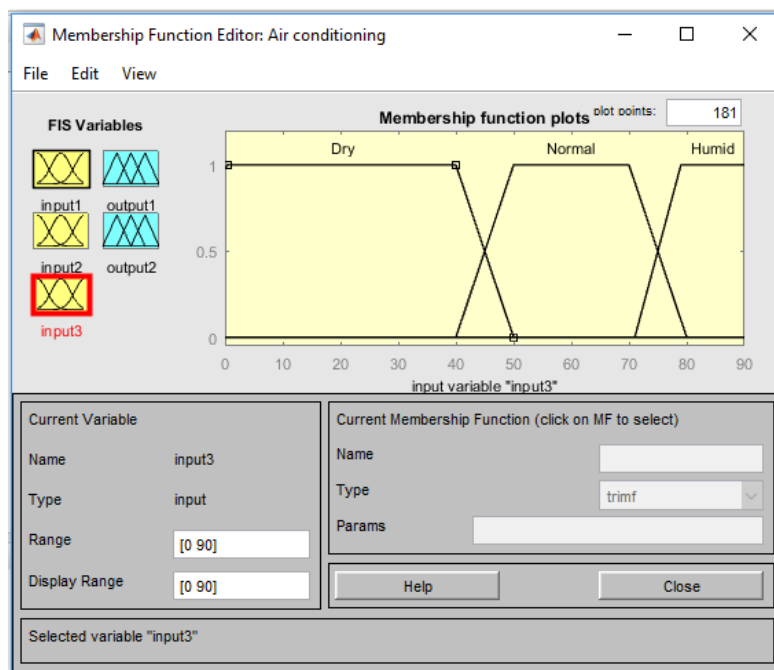 Membership Function Editor: Air conditioning
File Edit View
FIS Variables
Membership function plots
plot points: 181
input1 output1
input2 output2
input3
Dry Normal Humid
1
0.5
0
0 10 20 30 40 50 60 70 80 90
input variable "input3"
Current Variable
Name input3
Type input
Range [0 90]
Display Range [0 90]
Current Membership Function (click on MF to select)
Name
Type trimf
Params
Help Close
Selected variable "input3"